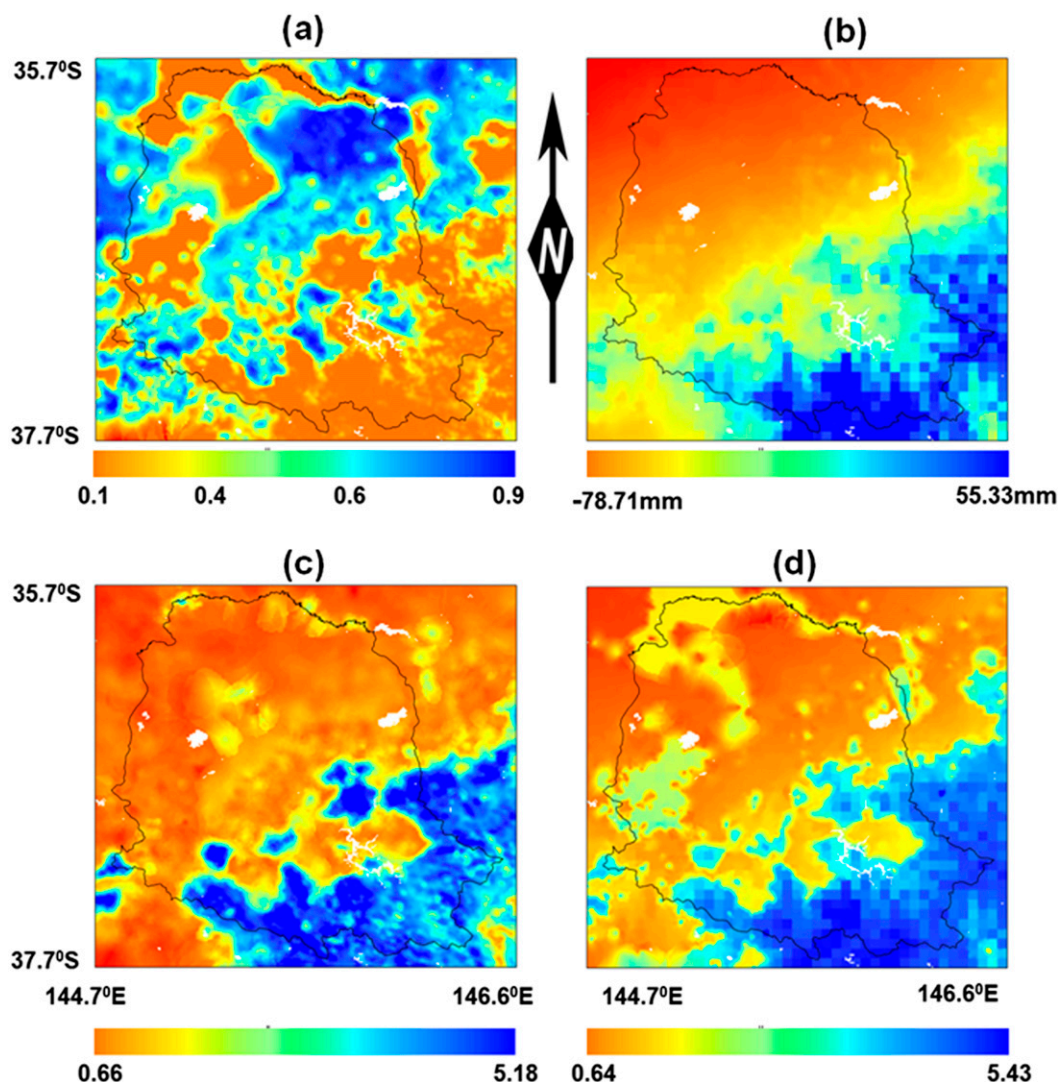 (a)
(b)
35.7⁰S
N
37.7⁰S
0.1 0.4 0.6 0.9
-78.71mm 55.33mm
(c)
(d)
35.7⁰S
37.7⁰S
144.7⁰E 146.6⁰E 144.7⁰E 146.6⁰E
0.66 5.18 0.64 5.43